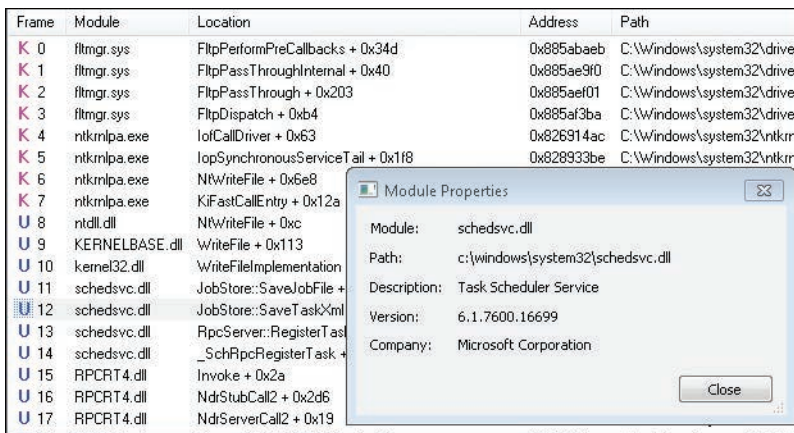 Frame Module Location Address Path
K 0 fltmgr.sys FltpPerformPreCallbacks + 0x34d 0x885abaeb C:\Windows\system32\drive
K 1 fltmgr.sys FltpPassThroughInternal + 0x40 0x885ae9f0 C:\Windows\system32\drive
K 2 fltmgr.sys FltpPassThrough + 0x203 0x885aef01 C:\Windows\system32\drive
K 3 fltmgr.sys FltpDispatch + 0xb4 0x885af3ba C:\Windows\system32\drive
K 4 ntkrnlpa.exe IofCallDriver + 0x63 0x826914ac C:\Windows\system32\ntkrn
K 5 ntkrnlpa.exe IopSynchronousServiceTail + 0x1f8 0x828933be C:\Windows\system32\ntkrn
K 6 ntkrnlpa.exe NtWriteFile + 0x6e8
K 7 ntkrnlpa.exe KiFastCallEntry + 0x12a
U 8 ntdll.dll NtWriteFile + 0xc
U 9 KERNELBASE.dll WriteFile + 0x113
U 10 kernel32.dll WriteFileImplementation
U 11 schedsvc.dll JobStore::SaveJobFile +
U 12 schedsvc.dll JobStore::SaveTaskXml
U 13 schedsvc.dll RpcServer::RegisterTask
U 14 schedsvc.dll _SchRpcRegisterTask +
U 15 RPCRT4.dll Invoke + 0x2a
U 16 RPCRT4.dll NdrStubCall2 + 0x2d6
U 17 RPCRT4.dll NdrServerCall2 + 0x19
Module Properties
Module: schedsvc.dll
Path: c:\windows\system32\schedsvc.dll
Description: Task Scheduler Service
Version: 6.1.7600.16699
Company: Microsoft Corporation
Close